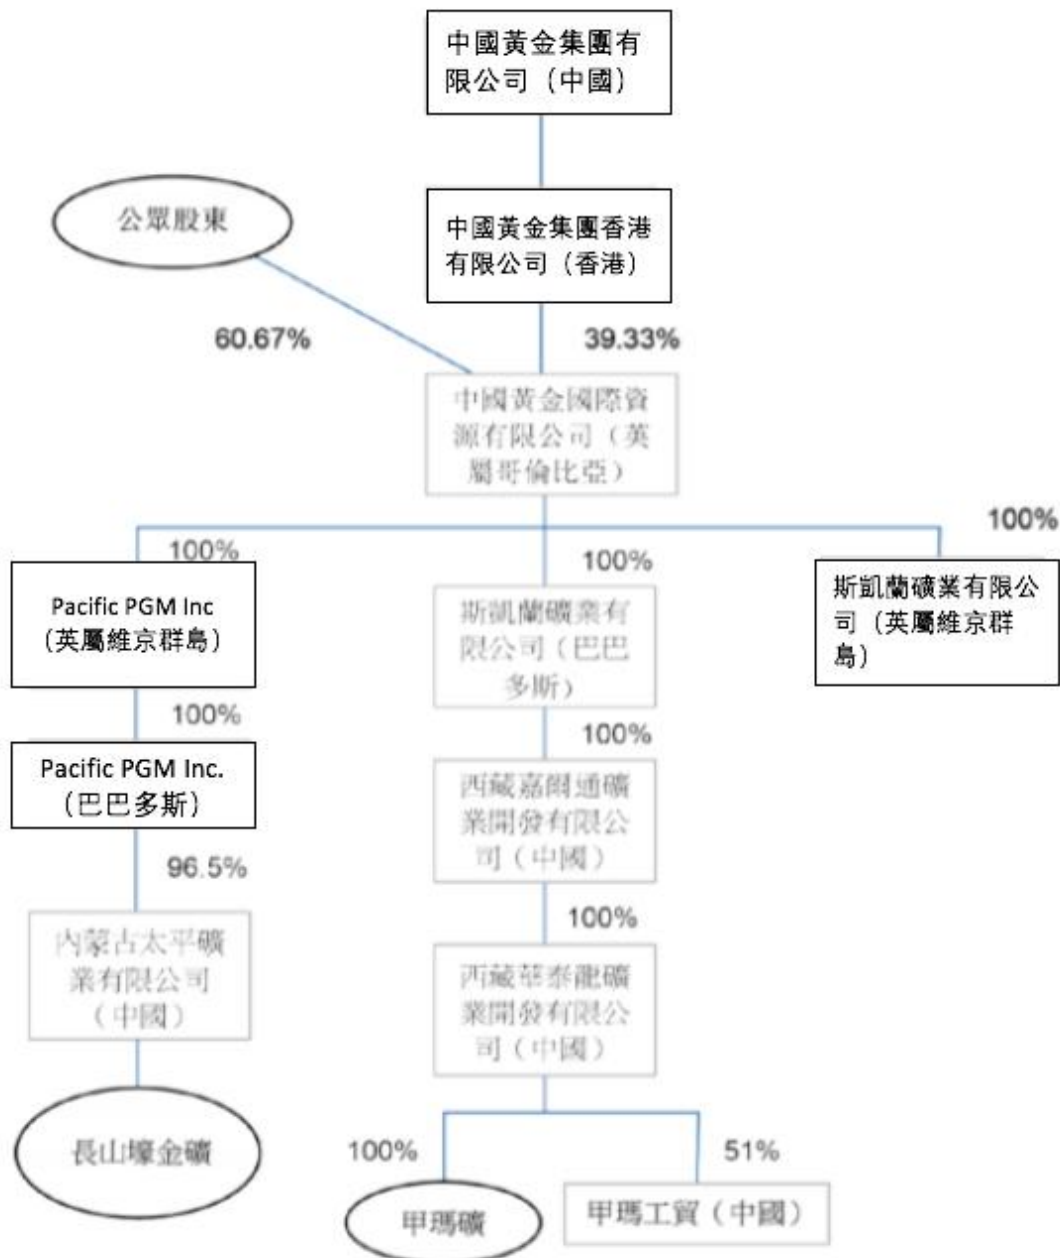 中國黃金集團有
限公司（中國）
公眾股東
中國黃金集團香港
有限公司（香港）
60.67%
39.33%
中國黃金國際資
源有限公司（英
屬哥倫比亞）
100%
100%
100%
Pacific PGM Inc
（英屬維京群島）
斯凱蘭礦業有
限公司（巴巴
多斯）
斯凱蘭礦業有限公
司（英屬維京群
島）
100%
100%
Pacific PGM Inc.
（巴巴多斯）
西藏嘉爾通礦
業開發有限公
司（中國）
96.5%
100%
內蒙古太平礦
業有限公司
（中國）
西藏華泰龍礦
業開發有限公
司（中國）
長山壕金礦
100%
51%
甲瑪礦
甲瑪工貿（中國）